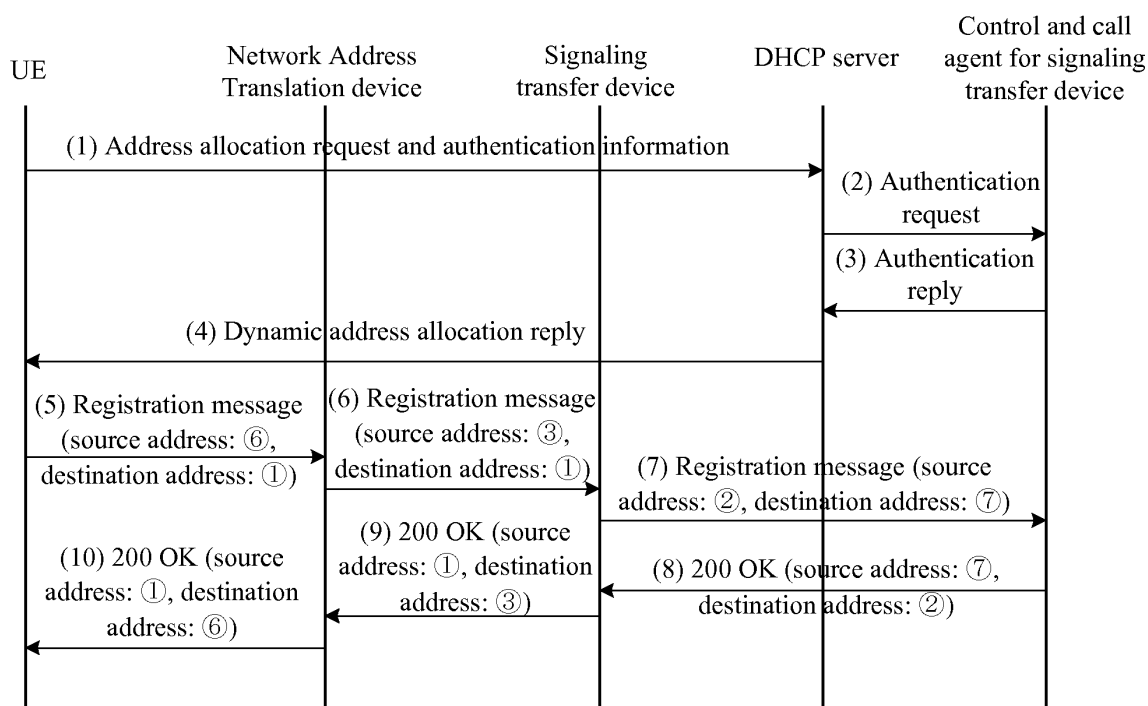 UE
Network Address
Translation device
Signaling
transfer device
DHCP server
Control and call
agent for signaling
transfer device
(1) Address allocation request and authentication information
(2) Authentication
request
(3) Authentication
reply
(4) Dynamic address allocation reply
(5) Registration message
(source address: ⑥,
destination address: ①)
(6) Registration message
(source address: ③,
destination address: ①)
(7) Registration message (source
address: ②, destination address: ⑦)
(8) 200 OK (source address: ⑦,
destination address: ②)
(9) 200 OK (source
address: ①, destination
address: ③)
(10) 200 OK (source
address: ①, destination
address: ⑥)